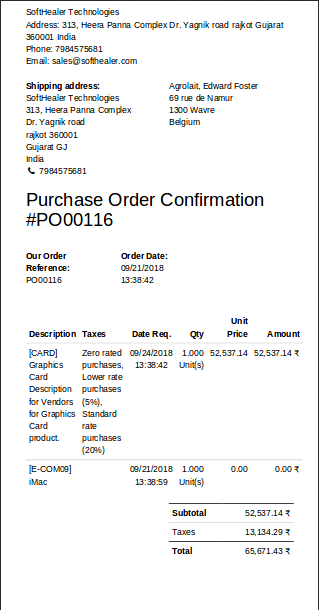 SoftHealer Technologies
Address: 313, Heera Panna Complex Dr. Yagnik road rajkot Gujarat
360001 India
Phone: 7984575681
Email: sales@softhealer.com
Shipping address:
SoftHealer Technologies
313, Heera Panna Complex
Dr. Yagnik road
rajkot 360001
Gujarat GJ
India
7984575681
Agrolait, Edward Foster
69 rue de Namur
1300 Wavre
Belgium
Purchase Order Confirmation
#PO00116
Our Order
Reference:
PO00116
Order Date:
09/21/2018
13:38:42
Description Taxes Date Req. Qty Unit Price Amount
[CARD] Zero rated 09/24/2018 1.000 52,537.14 52,537.14 ₹
Graphics purchases, 13:38:42 Unit(s)
Card Lower rate
Description purchases
for Vendors (5%),
for Graphics Standard
Card rate
product. purchases
(20%)
[E-COM09] 09/21/2018 1.000 0.00 0.00 ₹
iMac 13:38:59 Unit(s)
Subtotal 52,537.14 ₹
Taxes 13,134.29 ₹
Total 65,671.43 ₹